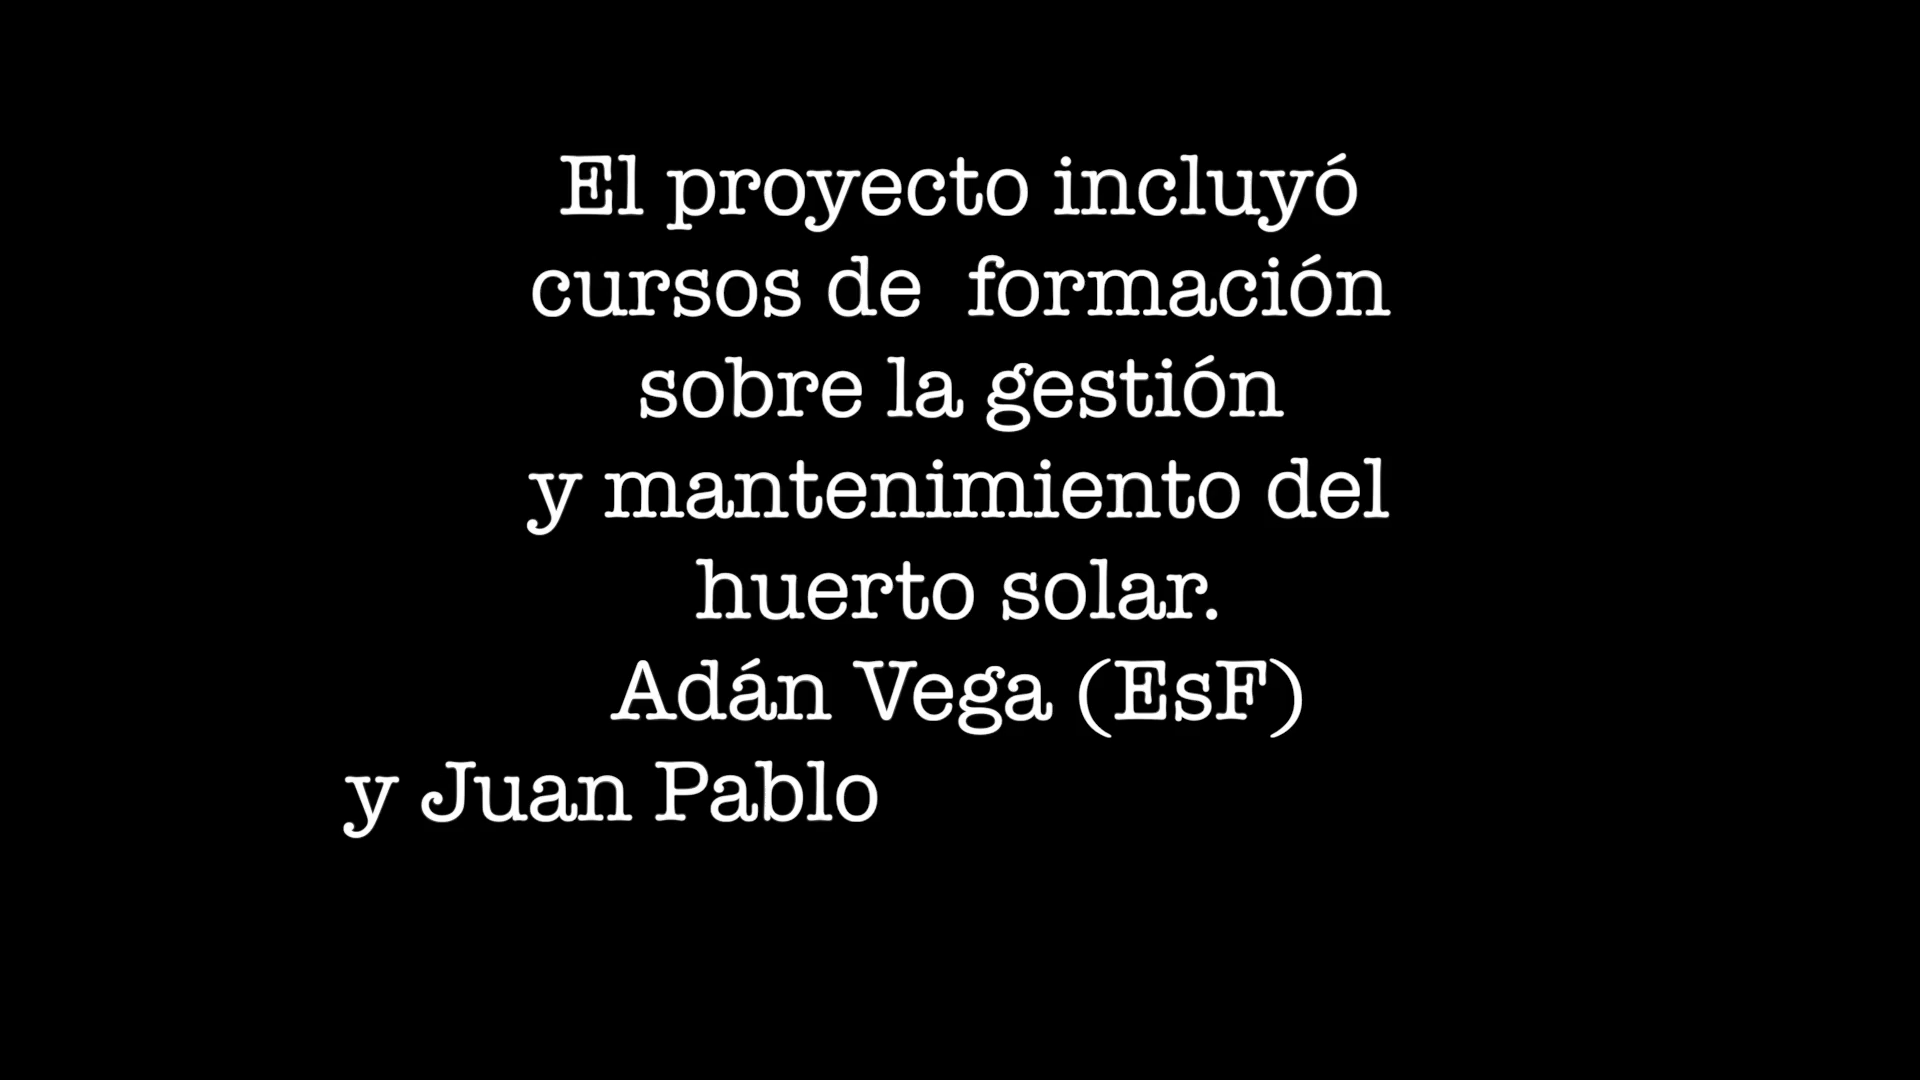 El proyecto incluyó
cursos de  formación
sobre la gestión
y mantenimiento del
huerto solar.
Adán Vega (EsF)
y Juan Pablo